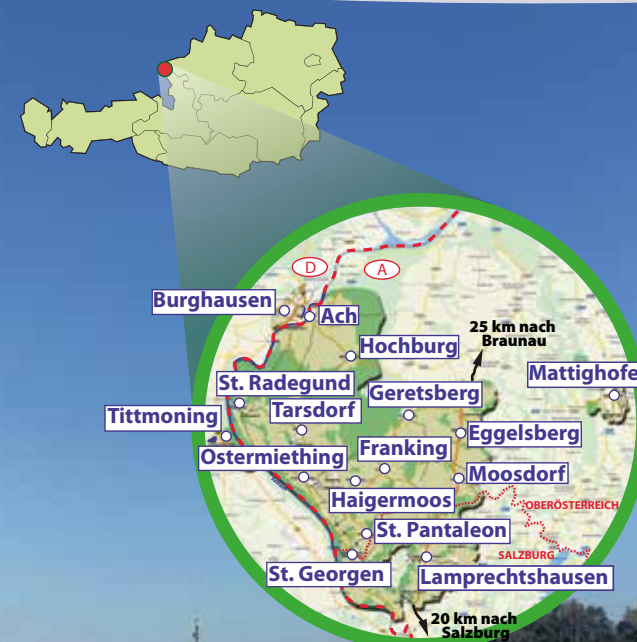 D
A
Burghausen
Ach
25 km nach
Braunau
Hochburg
Mattighofe
St. Radegund
Geretsberg
Tittmoning
Tarsdorf
Eggelsberg
Ostermiething
Franking
Moosdorf
Haigermoos
OBERÖSTERREICH
St. Pantaleon
SALZBURG
St. Georgen
Lamprechtshausen
20 km nach
Salzburg